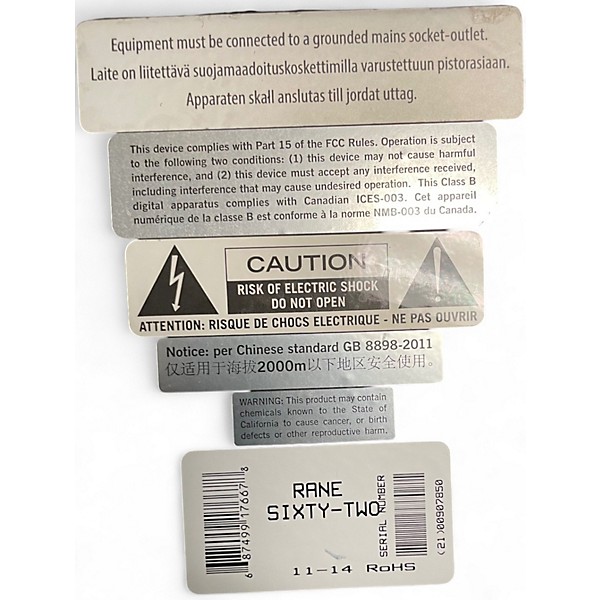 Equipment must be connected to a grounded mains socket-outlet.
Laite on liitettävä suojamaadoituskoskettimilla varustettuun pistorasiaan.
Apparaten skall anslutas till jordat uttag.
This device complies with Part 15 of the FCC Rules. Operation is subject
to the following two conditions: (1) this device may not cause harmful
interference, and (2) this device must accept any interference received,
including interference that may cause undesired operation. This Class B
digital apparatus complies with Canadian ICES-003. Cet appareil
numérique de la classe B est conforme à la norme NMB-003 du Canada.
CAUTION
RISK OF ELECTRIC SHOCK
DO NOT OPEN
ATTENTION: RISQUE DE CHOCS ELECTRIQUE - NE PAS OUVRIR
Notice: per Chinese standard GB 8898-2011
仅适用于海拔2000m以下地区安全使用。
WARNING: This product may contain
chemicals known to the State of
California to cause cancer, or birth
defects or other reproductive harm.
6 87499 17667 8
RANE
SIXTY-TWO
11-14 RoHS
SERIAL NUMBER
(21)00907850